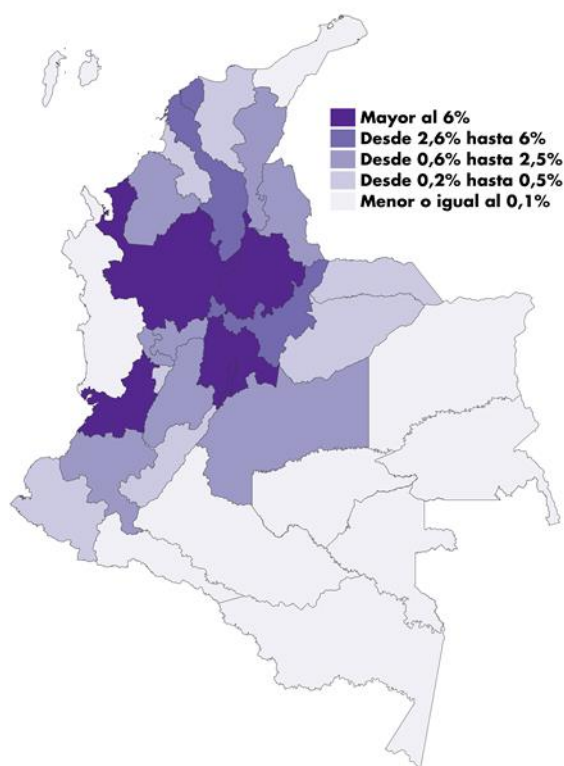 Mayor al 6%
Desde 2,6% hasta 6%
Desde 0,6% hasta 2,5%
Desde 0,2% hasta 0,5%
Menor o igual al 0,1%